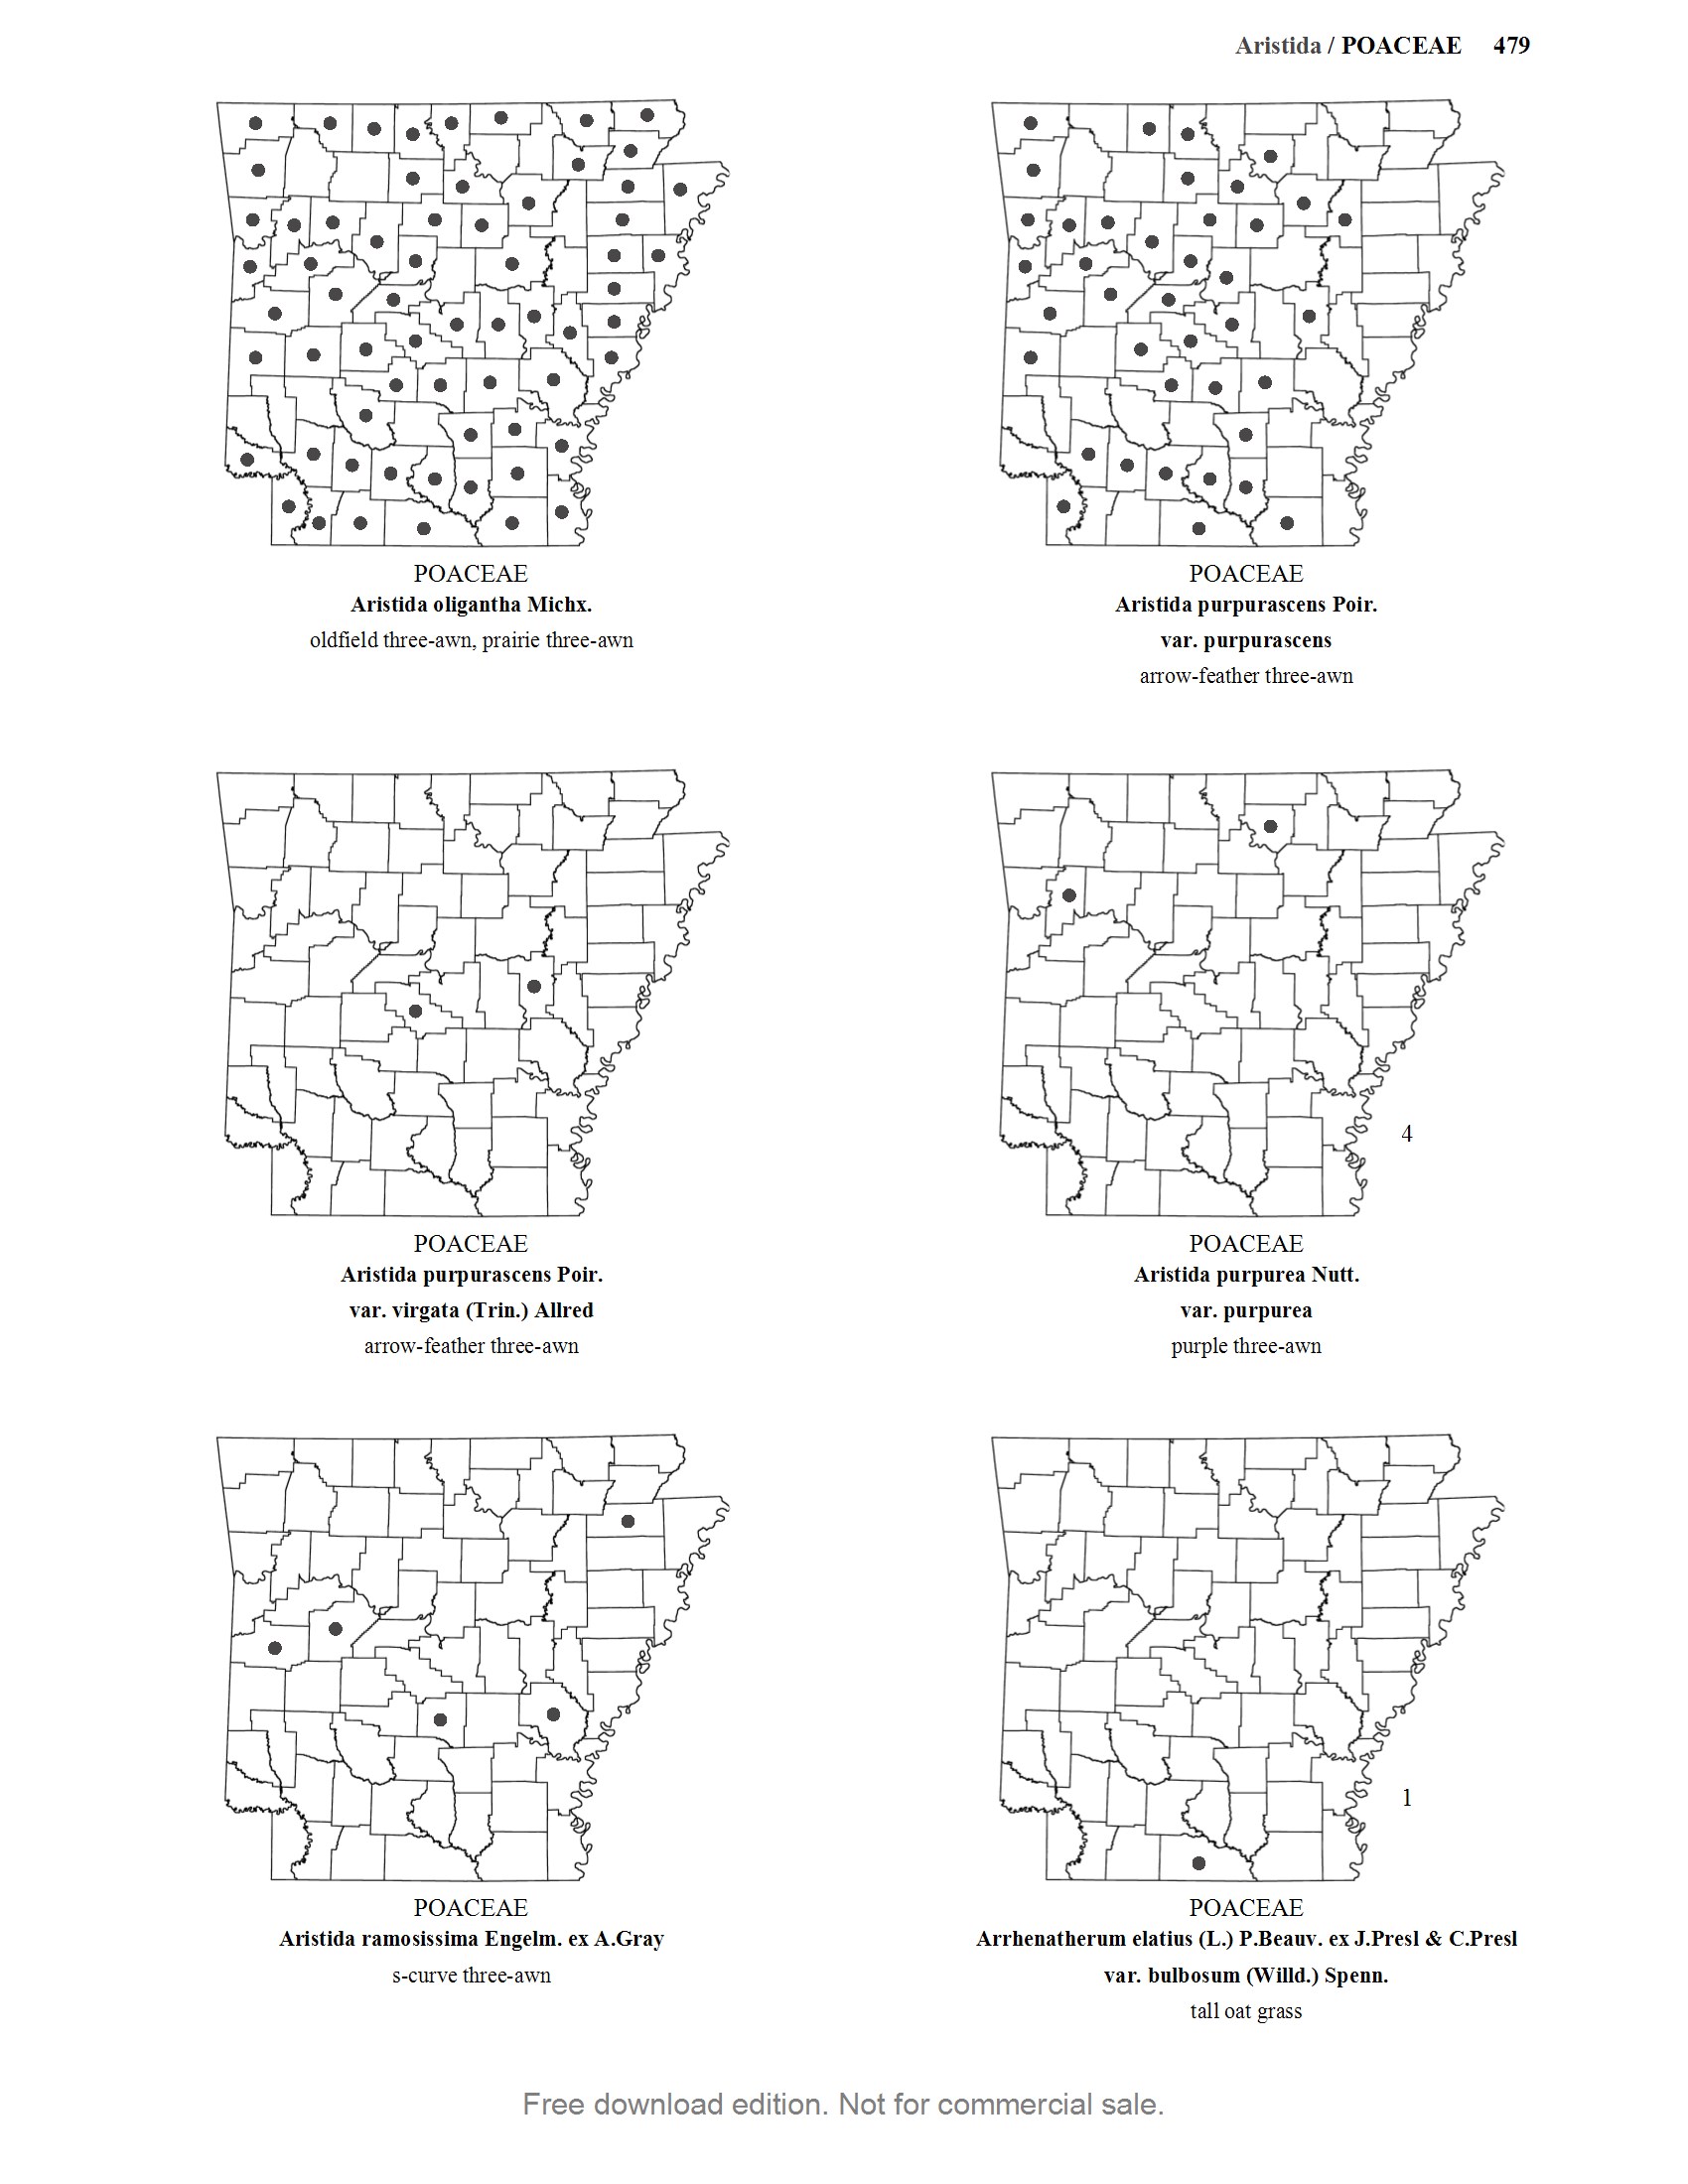 Aristida / POACEAE 479
POACEAE
Aristida oligantha Michx.
oldfield three-awn, prairie three-awn
POACEAE
Aristida purpurascens Poir.
var. purpurascens
arrow-feather three-awn
POACEAE
Aristida purpurascens Poir.
var. virgata (Trin.) Allred
arrow-feather three-awn
4
POACEAE
Aristida purpurea Nutt.
var. purpurea
purple three-awn
POACEAE
Aristida ramosissima Engelm. ex A.Gray
s-curve three-awn
1
POACEAE
Arrhenatherum elatius (L.) P.Beauv. ex J.Presl & C.Presl
var. bulbosum (Willd.) Spenn.
tall oat grass
Free download edition. Not for commercial sale.